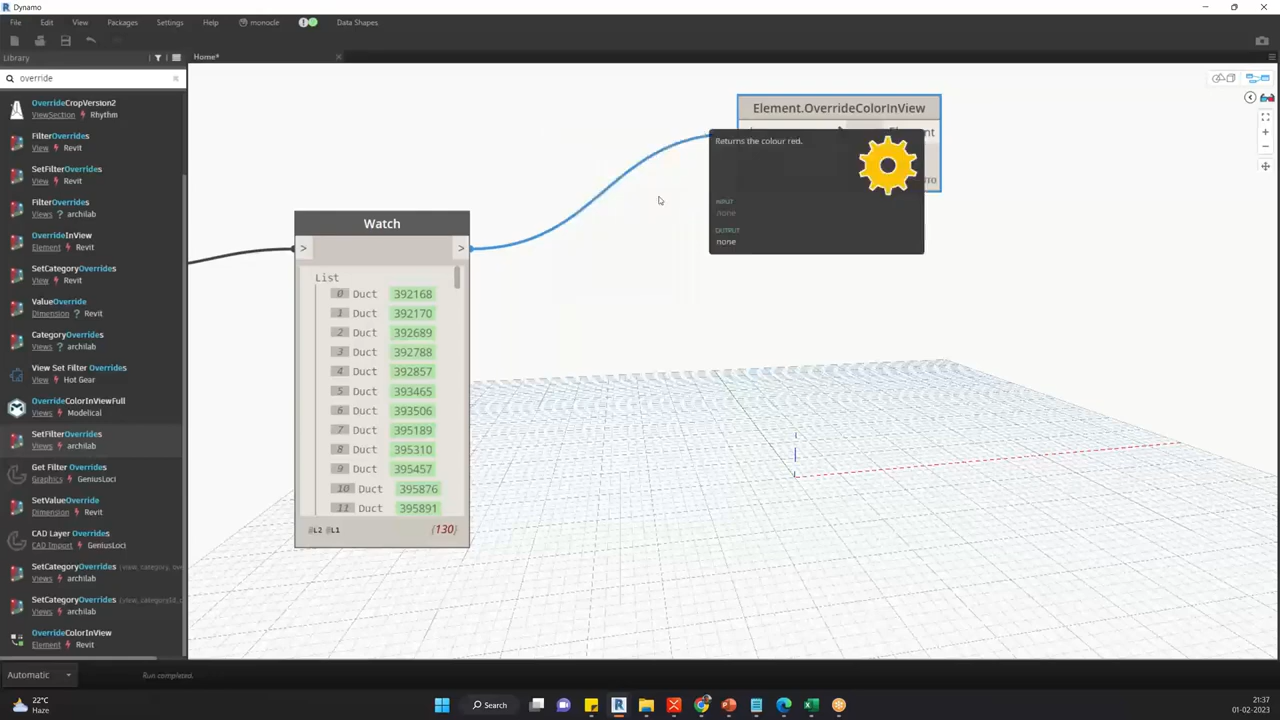 Dynamo
File Edit View Packages Settings Help monocle Data Shapes
Library
Home*
override
OverrideCropVersion2
ViewSection Rhythm
FilterOverrides
View Revit
SetFilterOverrides
View Revit
FilterOverrides
Views ? archilab
OverrideInView
Element Revit
SetCategoryOverrides
View Revit
ValueOverride
Dimension ? Revit
CategoryOverrides
Views ? archilab
View Set Filter Overrides
View Hot Gear
OverrideColorInViewFull
Views Modelical
SetFilterOverrides
Views archilab
Get Filter Overrides
Graphics GeniusLoci
SetValueOverride
Dimension Revit
CAD Layer Overrides
CAD Import GeniusLoci
SetCategoryOverrides (view, category, ove
Views archilab
SetCategoryOverrides
Views archilab
OverrideColorInView
Element Revit
Watch
> >
List
0 Duct 392168
1 Duct 392170
2 Duct 392689
3 Duct 392788
4 Duct 392857
5 Duct 393465
6 Duct 393506
7 Duct 395189
8 Duct 395310
9 Duct 395457
10 Duct 395876
11 Duct 395891
@L2 @L1 {130}
Element.OverrideColorInView
Returns the colour red.
INPUT
none
OUTPUT
none
Automatic Run completed.
22°C
Haze
Search
21:37
01-02-2023